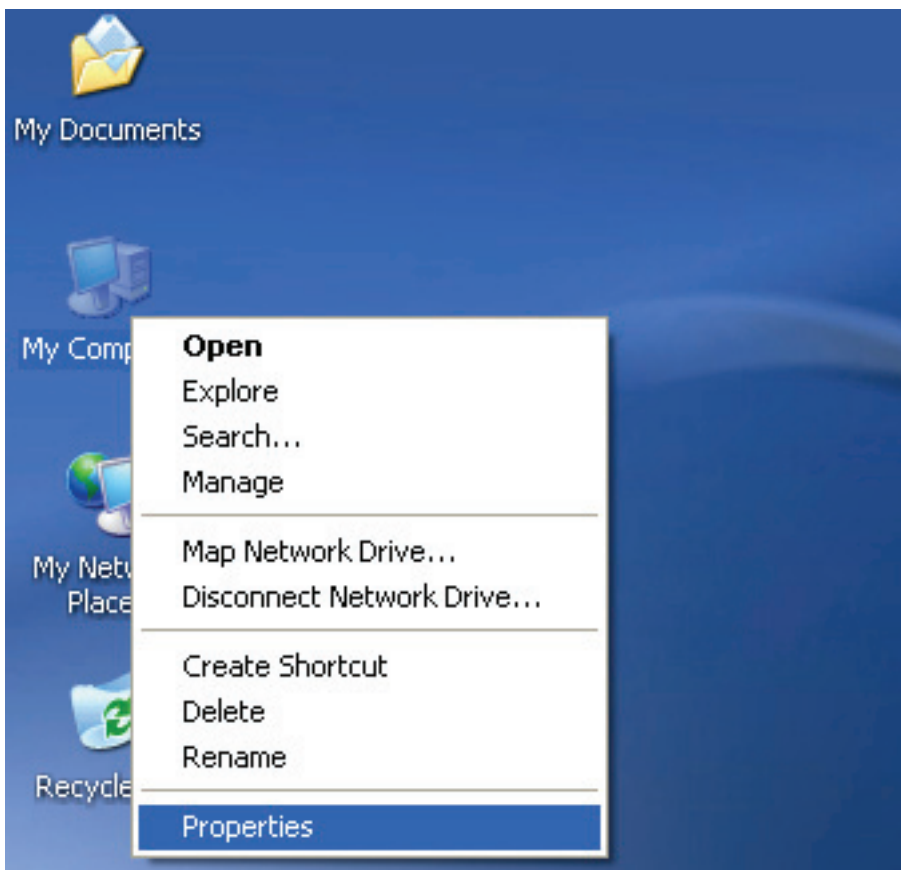 My Documents
My Comp
Open
Explore
Search...
Manage
Map Network Drive...
Disconnect Network Drive...
My Net
Place
Create Shortcut
Delete
Rename
Recycle
Properties